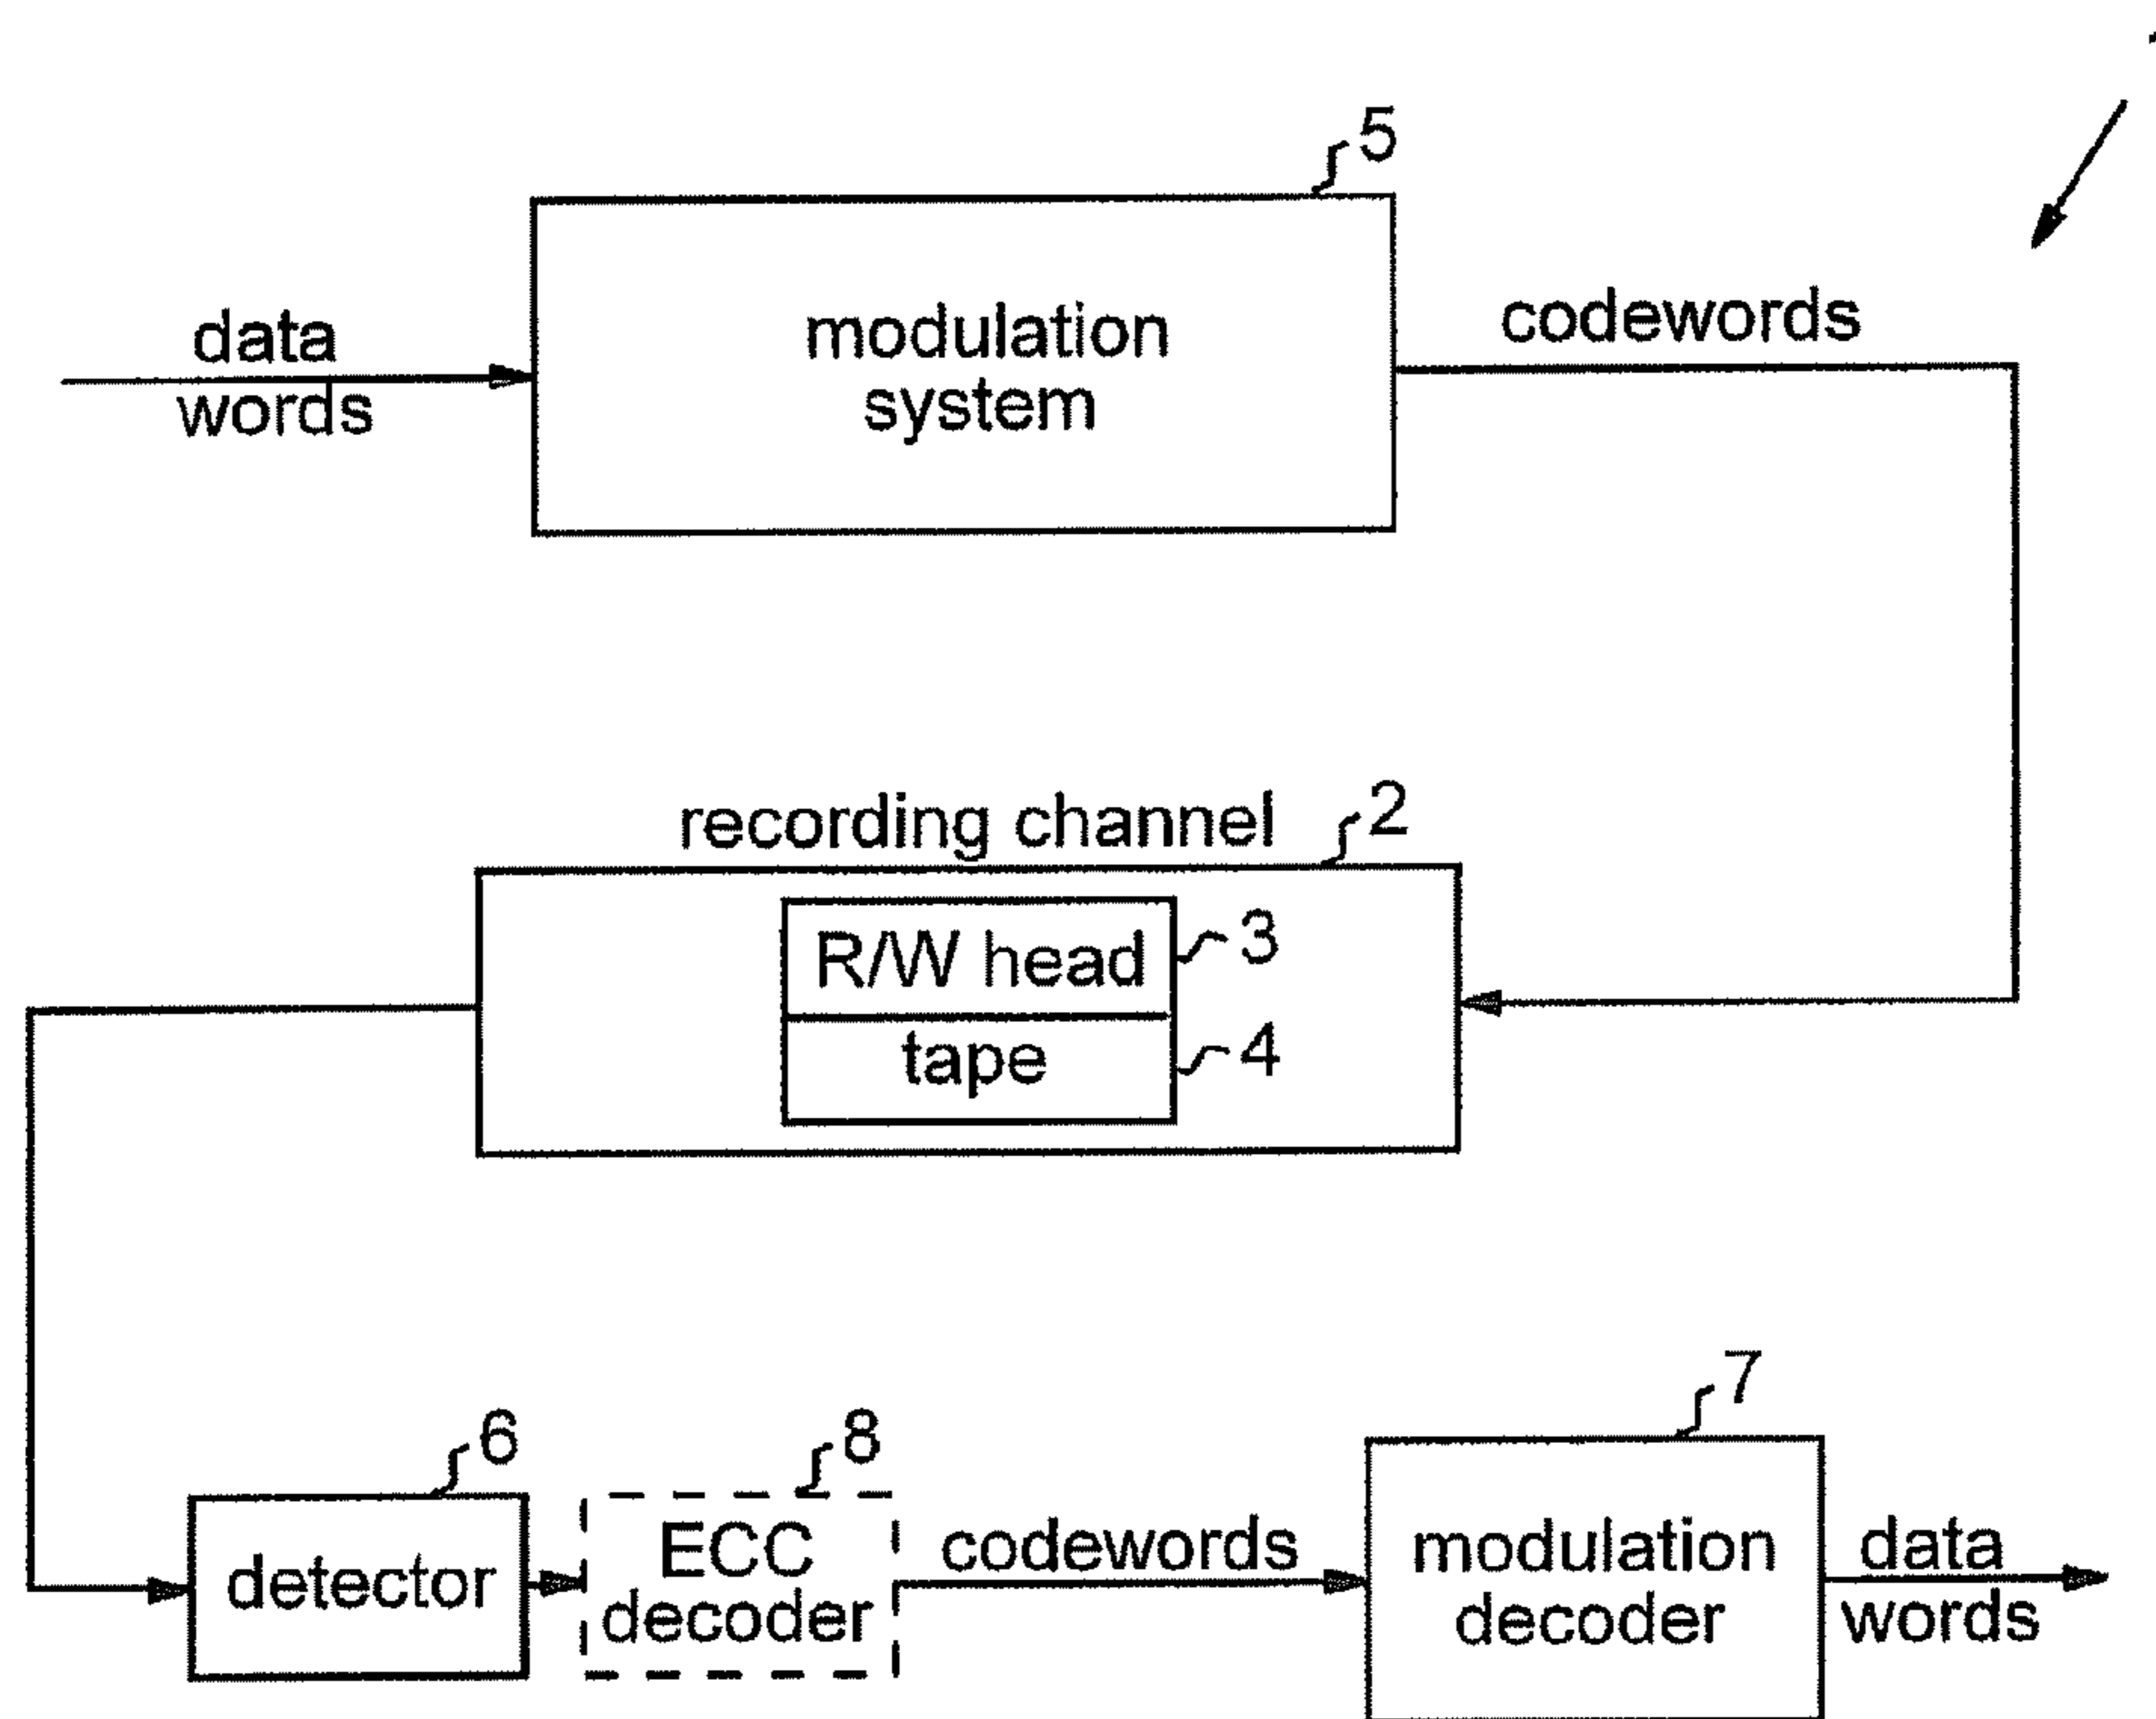 5
data
words
modulation
system
codewords
recording channel
2
R/W head
3
tape
4
6
detector
8
ECC
decoder
codewords
7
modulation
decoder
data
words